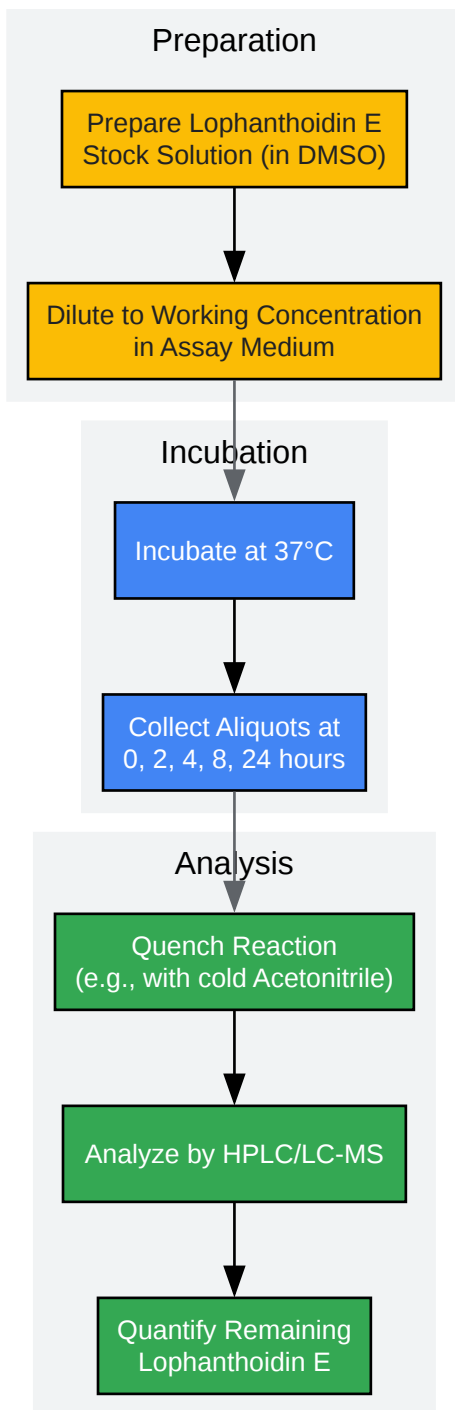 Preparation
Prepare Lophanthoidin E
Stock Solution (in DMSO)
Dilute to Working Concentration
in Assay Medium
Incubation
Incubate at 37°C
Collect Aliquots at
0, 2, 4, 8, 24 hours
Analysis
Quench Reaction
(e.g., with cold Acetonitrile)
Analyze by HPLC/LC-MS
Quantify Remaining
Lophanthoidin E